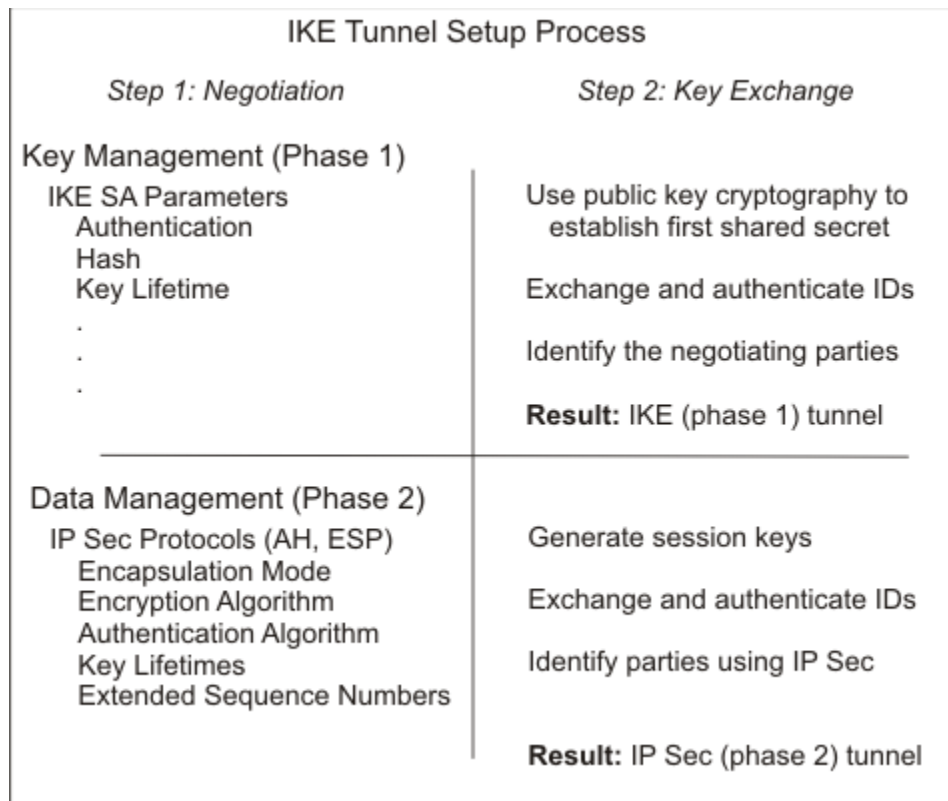 IKE Tunnel Setup Process
Step 1: Negotiation
Step 2: Key Exchange
Key Management (Phase 1)
IKE SA Parameters
Authentication
Hash
Key Lifetime
.
.
.
Use public key cryptography to
establish first shared secret
Exchange and authenticate IDs
Identify the negotiating parties
Result: IKE (phase 1) tunnel
Data Management (Phase 2)
IP Sec Protocols (AH, ESP)
Encapsulation Mode
Encryption Algorithm
Authentication Algorithm
Key Lifetimes
Extended Sequence Numbers
Generate session keys
Exchange and authenticate IDs
Identify parties using IP Sec
Result: IP Sec (phase 2) tunnel